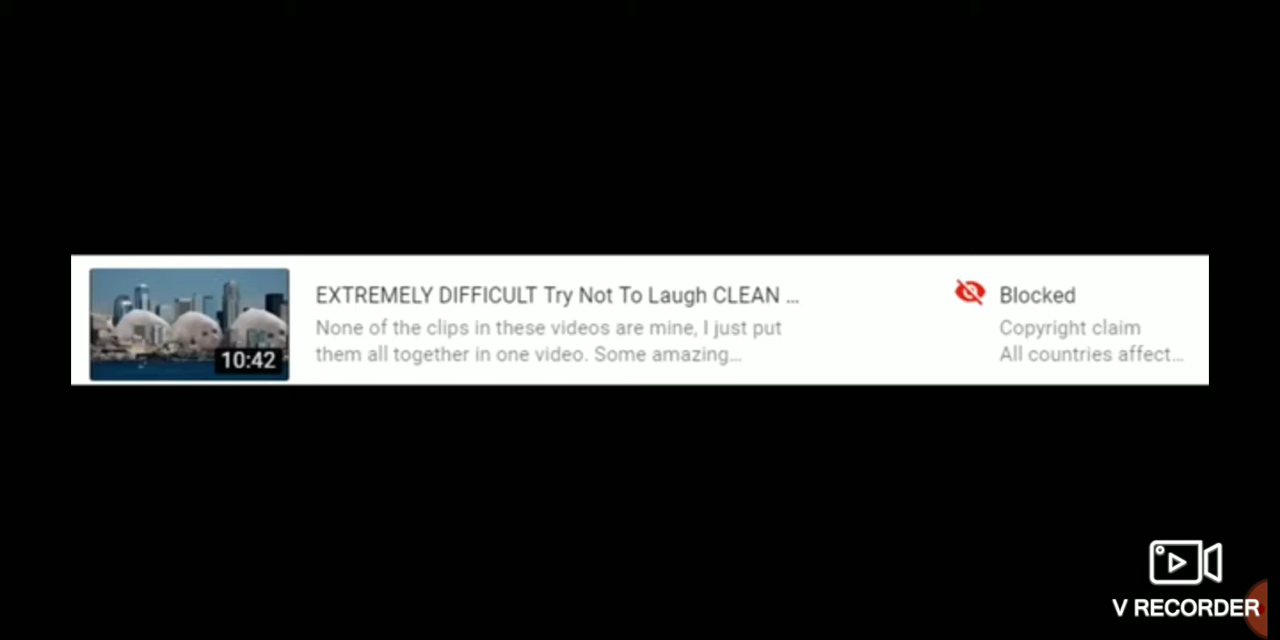 EXTREMELY DIFFICULT Try Not To Laugh CLEAN ...
None of the clips in these videos are mine, I just put
them all together in one video. Some amazing...
10:42
Blocked
Copyright claim
All countries affect...
V RECORDER